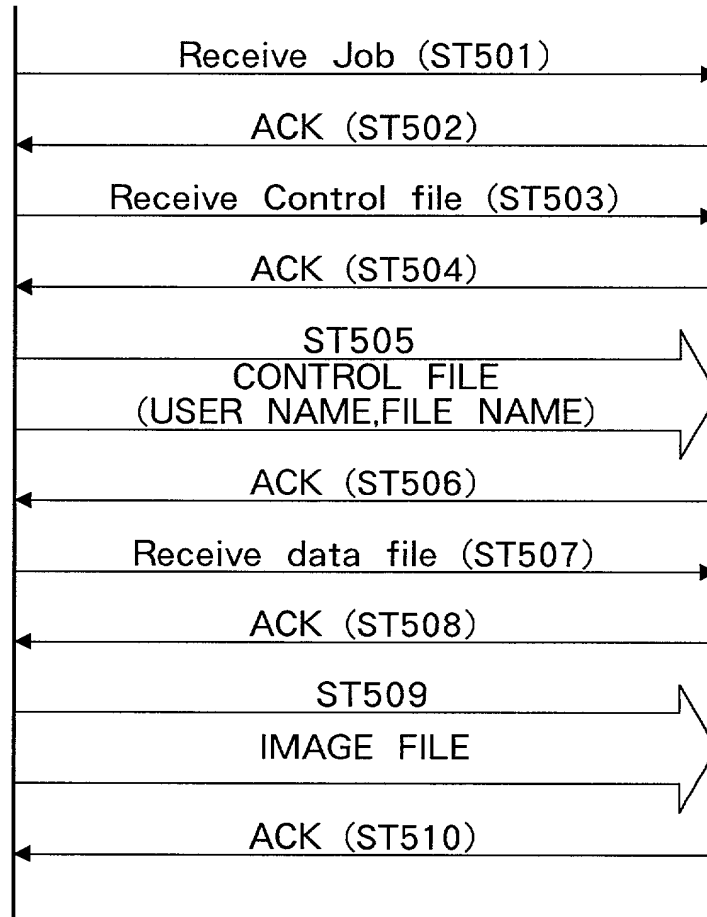 Receive Job (ST501)
ACK (ST502)
Receive Control file (ST503)
ACK (ST504)
ST505
CONTROL FILE
(USER NAME,FILE NAME)
ACK (ST506)
Receive data file (ST507)
ACK (ST508)
ST509
IMAGE FILE
ACK (ST510)